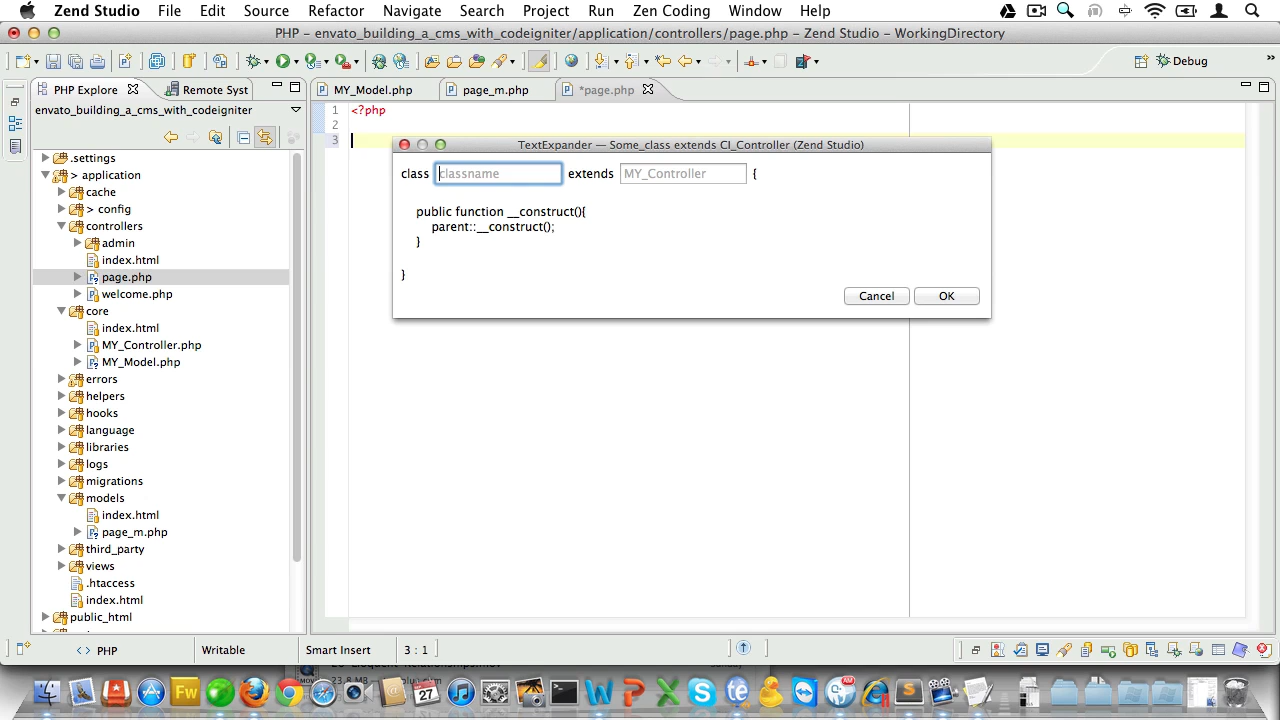 Zend Studio File Edit Source Refactor Navigate Search Project Run Zen Coding Window Help
PHP - envato_building_a_cms_with_codeigniter/application/controllers/page.php - Zend Studio - WorkingDirectory
Debug
PHP Explore Remote Syst MY_Model.php page_m.php *page.php
envato_building_a_cms_with_codeigniter
1 <?php
2
3
TextExpander — Some_class extends CI_Controller (Zend Studio)
class classname extends MY_Controller {
public function __construct(){
parent::__construct();
}
}
Cancel OK
.settings
> application
cache
> config
controllers
admin
index.html
page.php
welcome.php
core
index.html
MY_Controller.php
MY_Model.php
errors
helpers
hooks
language
libraries
logs
migrations
models
index.html
page_m.php
third_party
views
.htaccess
index.html
public_html
<> PHP Writable Smart Insert 3 : 1